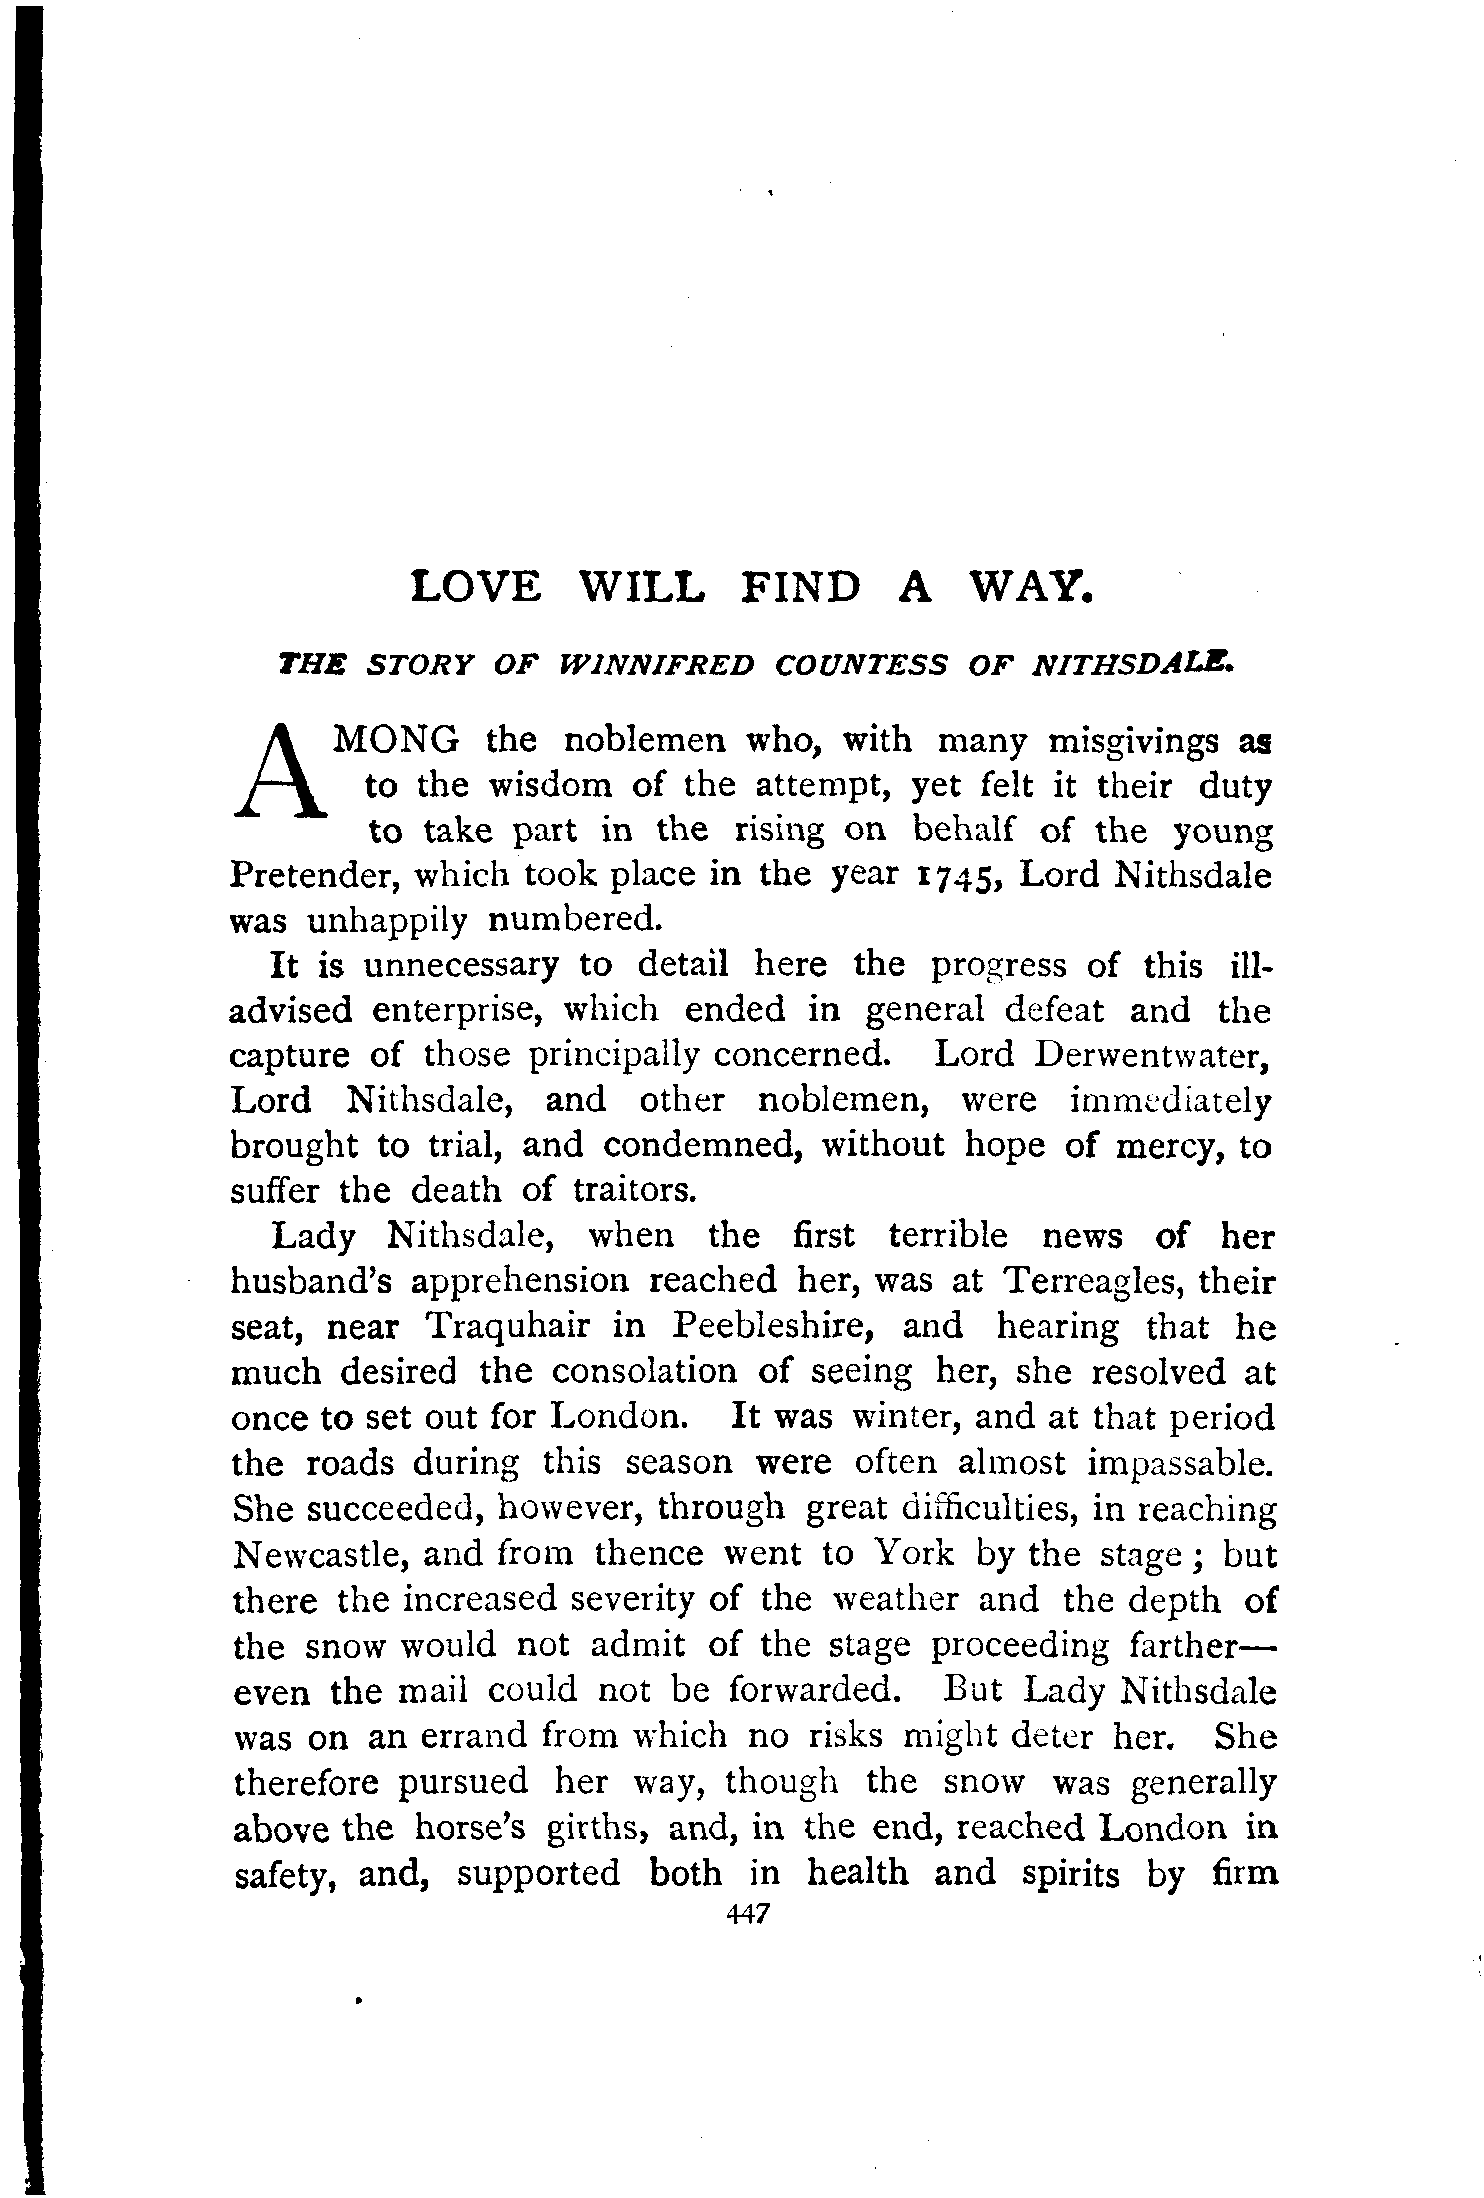 LOVE WILL FIND A WAY.
THE STORY OF WINNIFRED COUNTESS OF NITHSDALE.
AMONG the noblemen who, with many misgivings as
to the wisdom of the attempt, yet felt it their duty
to take part in the rising on behalf of the young
Pretender, which took place in the year 1745, Lord Nithsdale
was unhappily numbered.
It is unnecessary to detail here the progress of this ill-
advised enterprise, which ended in general defeat and the
capture of those principally concerned. Lord Derwentwater,
Lord Nithsdale, and other noblemen, were immediately
brought to trial, and condemned, without hope of mercy, to
suffer the death of traitors.
Lady Nithsdale, when the first terrible news of her
husband's apprehension reached her, was at Terreagles, their
seat, near Traquhair in Peebleshire, and hearing that he
much desired the consolation of seeing her, she resolved at
once to set out for London. It was winter, and at that period
the roads during this season were often almost impassable.
She succeeded, however, through great difficulties, in reaching
Newcastle, and from thence went to York by the stage; but
there the increased severity of the weather and the depth of
the snow would not admit of the stage proceeding farther—
even the mail could not be forwarded. But Lady Nithsdale
was on an errand from which no risks might deter her. She
therefore pursued her way, though the snow was generally
above the horse's girths, and, in the end, reached London in
safety, and, supported both in health and spirits by firm
447